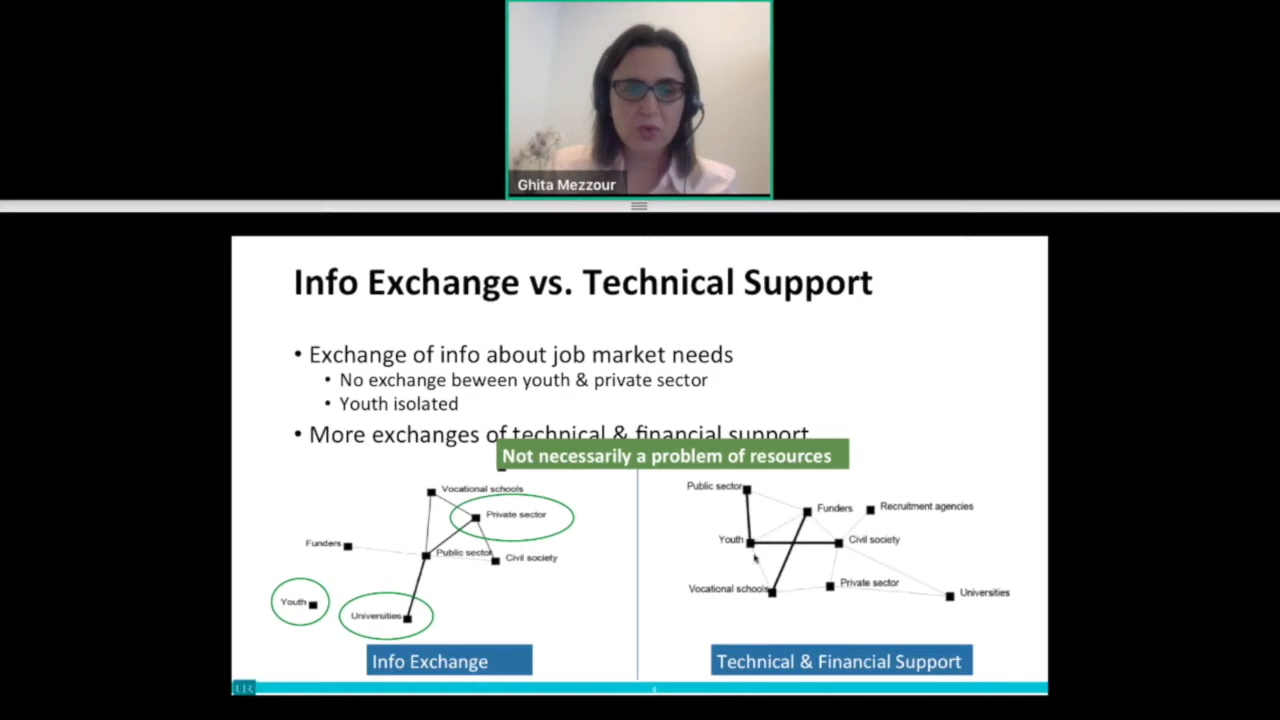 Ghita Mezzour
Info Exchange vs. Technical Support
• Exchange of info about job market needs
• No exchange beween youth & private sector
• Youth isolated
• More exchanges of technical & financial support
Not necessarily a problem of resources
Vocational schools
Private sector
Funders
Public sector
Civil society
Youth
Universities
Info Exchange
Public sector
Funders
Recruitment agencies
Youth
Civil society
Vocational schools
Private sector
Universities
Technical & Financial Support
4